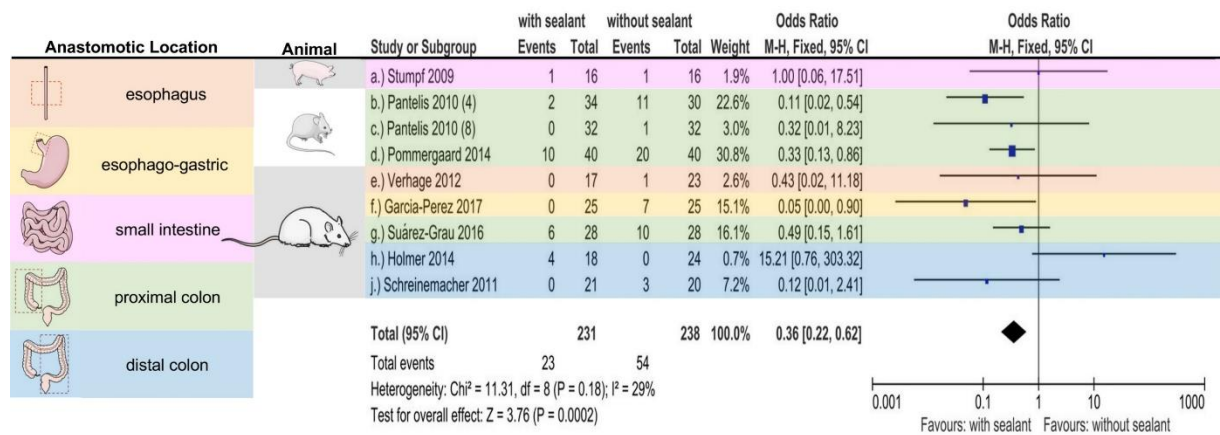 with sealant without sealant Odds Ratio Odds Ratio
Anastomotic Location Animal Study or Subgroup Events Total Events Total Weight M-H, Fixed, 95% CI M-H, Fixed, 95% CI
a.) Stumpf 2009 1 16 1 16 1.9% 1.00 [0.06, 17.51]
esophagus
b.) Pantelis 2010 (4) 2 34 11 30 22.6% 0.11 [0.02, 0.54]
c.) Pantelis 2010 (8) 0 32 1 32 3.0% 0.32 [0.01, 8.23]
esophago-gastric
d.) Pommergaard 2014 10 40 20 40 30.8% 0.33 [0.13, 0.86]
e.) Verhage 2012 0 17 1 23 2.6% 0.43 [0.02, 11.18]
f.) Garcia-Perez 2017 0 25 7 25 15.1% 0.05 [0.00, 0.90]
small intestine
g.) Suárez-Grau 2016 6 28 10 28 16.1% 0.49 [0.15, 1.61]
h.) Holmer 2014 4 18 0 24 0.7% 15.21 [0.76, 303.32]
j.) Schreinemacher 2011 0 21 3 20 7.2% 0.12 [0.01, 2.41]
proximal colon
Total (95% CI) 231 238 100.0% 0.36 [0.22, 0.62]
distal colon
Total events 23 54
Heterogeneity: Chi² = 11.31, df = 8 (P = 0.18); I² = 29%
0.001 0.1 1 10 1000
Test for overall effect: Z = 3.76 (P = 0.0002)
Favours: with sealant Favours: without sealant